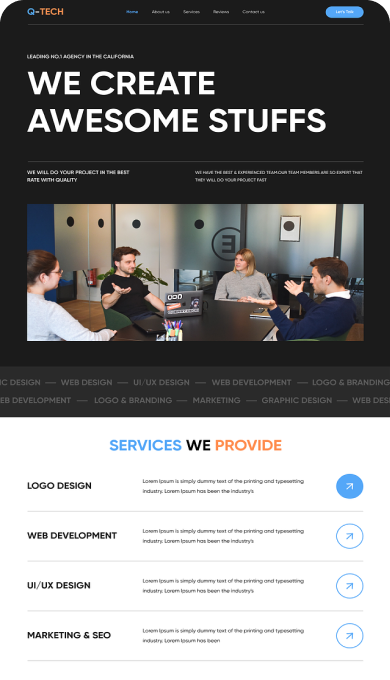 Q-TECH
Home About us Services Reviews Contact us Let's Talk
LEADING NO.1 AGENCY IN THE CALIFORNIA
WE CREATE
AWESOME STUFFS
WE WILL DO YOUR PROJECT IN THE BEST
RATE WITH QUALITY
WE HAVE THE BEST & EXPERIENED TEAM.OUR TEAM MEMBERS ARE SO EXPERT THAT
THEY WILL DO YOUR PROJECT FAST
IC DESIGN — WEB DESIGN — UI/UX DESIGN — WEB DEVELOPMENT — LOGO & BRANDING
EB DEVELOPMENT — LOGO & BRANDING — MARKETING — GRAPHIC DESIGN — WEB DES
SERVICES WE PROVIDE
LOGO DESIGN
Lorem Ipsum is simply dummy text of the printing and typesetting
industry. Lorem Ipsum has been the industry's
WEB DEVELOPMENT
Lorem Ipsum is simply dummy text of the printing and typesetting
industry. Lorem Ipsum has been the industry's
UI/UX DESIGN
Lorem Ipsum is simply dummy text of the printing and typesetting
industry. Lorem Ipsum has been the industry's
MARKETING & SEO
Lorem Ipsum is simply dummy text of the printing and typesetting
industry. Lorem Ipsum has been